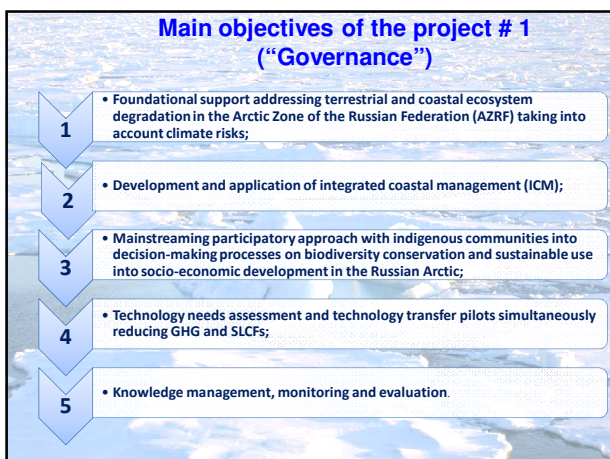 Main objectives of the project # 1
(“Governance”)
1
• Foundational support addressing terrestrial and coastal ecosystem
degradation in the Arctic Zone of the Russian Federation (AZRF) taking into
account climate risks;
2
• Development and application of integrated coastal management (ICM);
3
• Mainstreaming participatory approach with indigenous communities into
decision-making processes on biodiversity conservation and sustainable use
into socio-economic development in the Russian Arctic;
4
• Technology needs assessment and technology transfer pilots simultaneously
reducing GHG and SLCFs;
5
• Knowledge management, monitoring and evaluation.